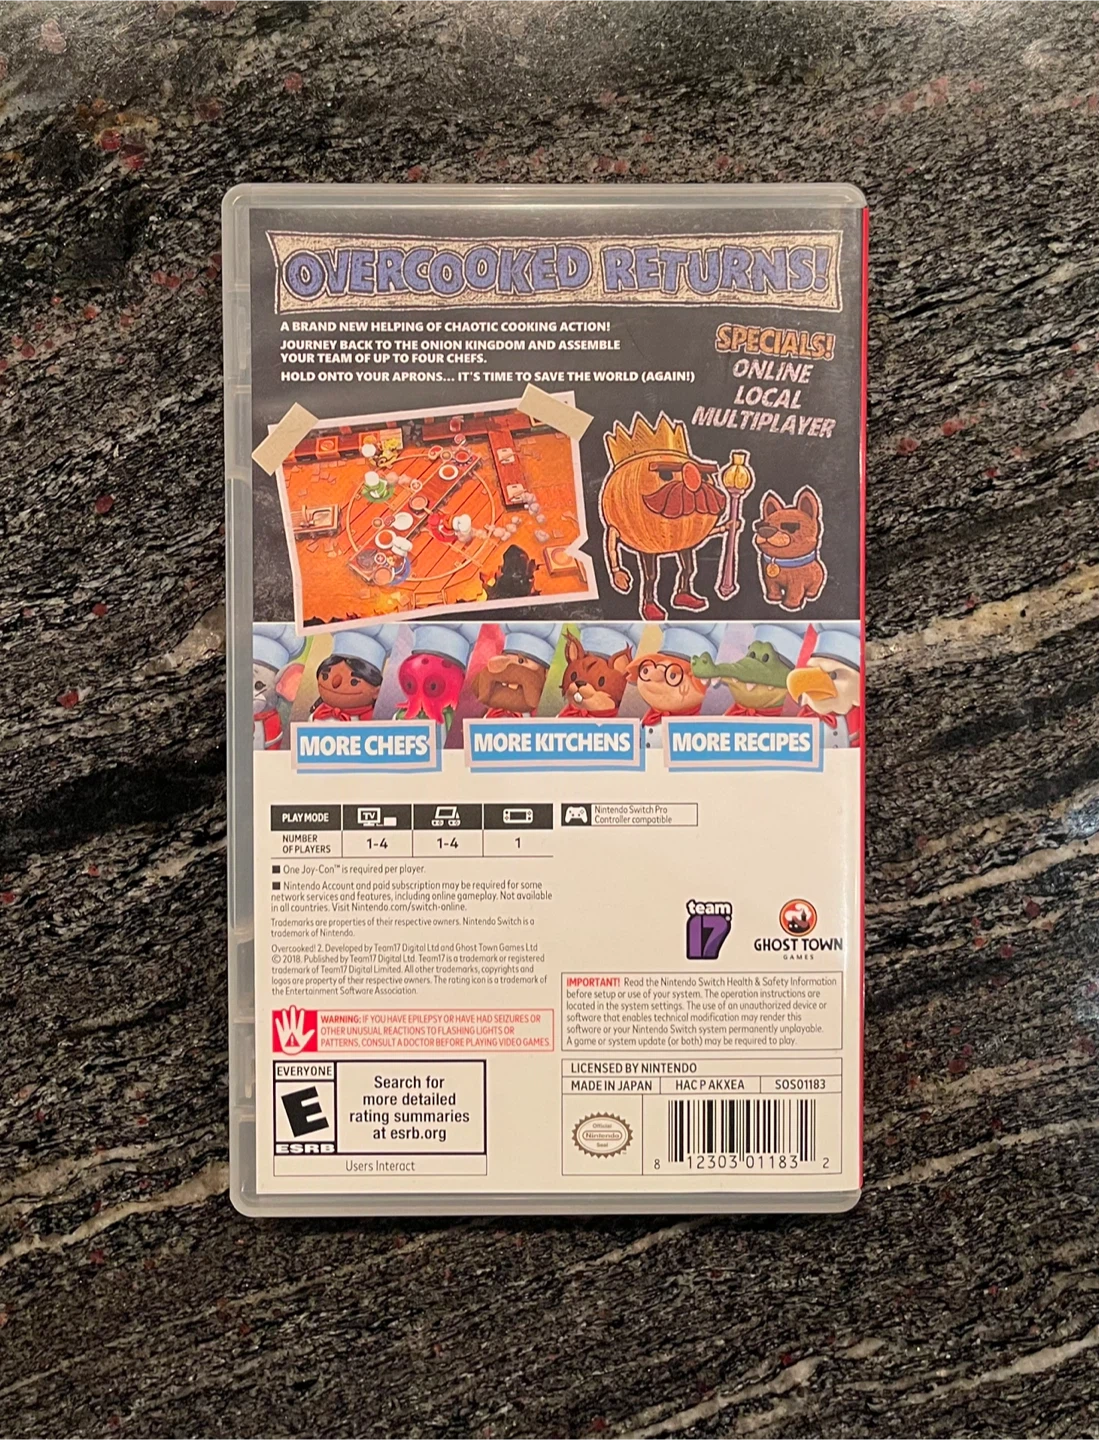 OVERCOOKED RETURNS!
A BRAND NEW HELPING OF CHAOTIC COOKING ACTION!
JOURNEY BACK TO THE ONION KINGDOM AND ASSEMBLE
YOUR TEAM OF UP TO FOUR CHEFS.
HOLD ONTO YOUR APRONS... IT'S TIME TO SAVE THE WORLD (AGAIN!)
SPECIALS!
ONLINE
LOCAL
MULTIPLAYER
MORE CHEFS
MORE KITCHENS
MORE RECIPES
PLAY MODE
TV
NUMBER
OF PLAYERS
1-4
1-4
1
Nintendo Switch Pro
Controller compatible
■ One Joy-Con™ is required per player.
■ Nintendo Account and paid subscription may be required for some
network services and features, including online gameplay. Not available
in all countries. Visit Nintendo.com/switch-online.
Trademarks are properties of their respective owners. Nintendo Switch is a
trademark of Nintendo.
Overcooked! 2. Developed by Team17 Digital Ltd and Ghost Town Games Ltd
© 2018. Published by Team17 Digital Ltd. Team17 is a trademark or registered
trademark of Team17 Digital Limited. All other trademarks, copyrights and
logos are property of their respective owners. The rating icon is a trademark of
the Entertainment Software Association.
team
17
GHOST TOWN
GAMES
WARNING: IF YOU HAVE EPILEPSY OR HAVE HAD SEIZURES OR
OTHER UNUSUAL REACTIONS TO FLASHING LIGHTS OR
PATTERNS, CONSULT A DOCTOR BEFORE PLAYING VIDEO GAMES.
IMPORTANT! Read the Nintendo Switch Health & Safety Information
before setup or use of your system. The operation instructions are
located in the system settings. The use of an unauthorized device or
software that enables technical modification may render this
software or your Nintendo Switch system permanently unplayable.
A game or system update (or both) may be required to play.
EVERYONE
E
ESRB
Search for
more detailed
rating summaries
at esrb.org
Users Interact
LICENSED BY NINTENDO
MADE IN JAPAN
HAC P AKXEA
SOS01183
Official
Nintendo
Seal
8 12303 01183 2